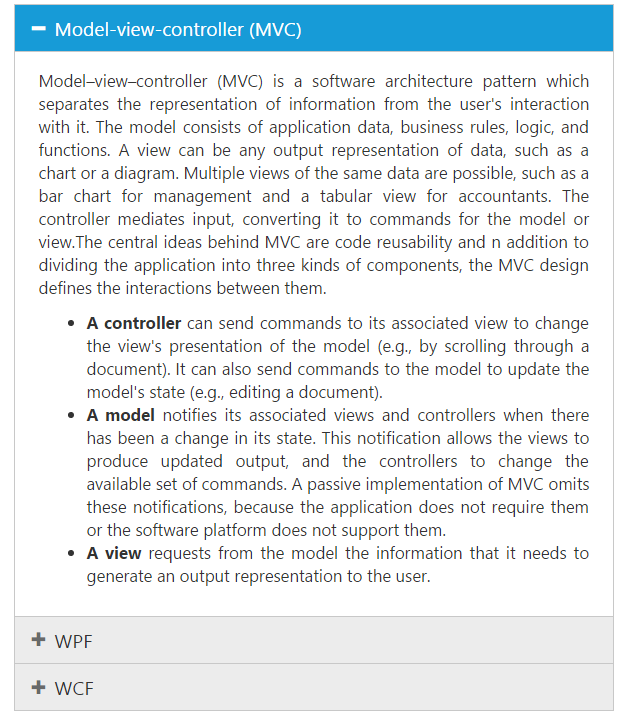 Model-view-controller (MVC)
Model–view–controller (MVC) is a software architecture pattern which
separates the representation of information from the user's interaction
with it. The model consists of application data, business rules, logic, and
functions. A view can be any output representation of data, such as a
chart or a diagram. Multiple views of the same data are possible, such as a
bar chart for management and a tabular view for accountants. The
controller mediates input, converting it to commands for the model or
view.The central ideas behind MVC are code reusability and n addition to
dividing the application into three kinds of components, the MVC design
defines the interactions between them.
• A controller can send commands to its associated view to change
the view's presentation of the model (e.g., by scrolling through a
document). It can also send commands to the model to update the
model's state (e.g., editing a document).
• A model notifies its associated views and controllers when there
has been a change in its state. This notification allows the views to
produce updated output, and the controllers to change the
available set of commands. A passive implementation of MVC omits
these notifications, because the application does not require them
or the software platform does not support them.
• A view requests from the model the information that it needs to
generate an output representation to the user.
WPF
WCF